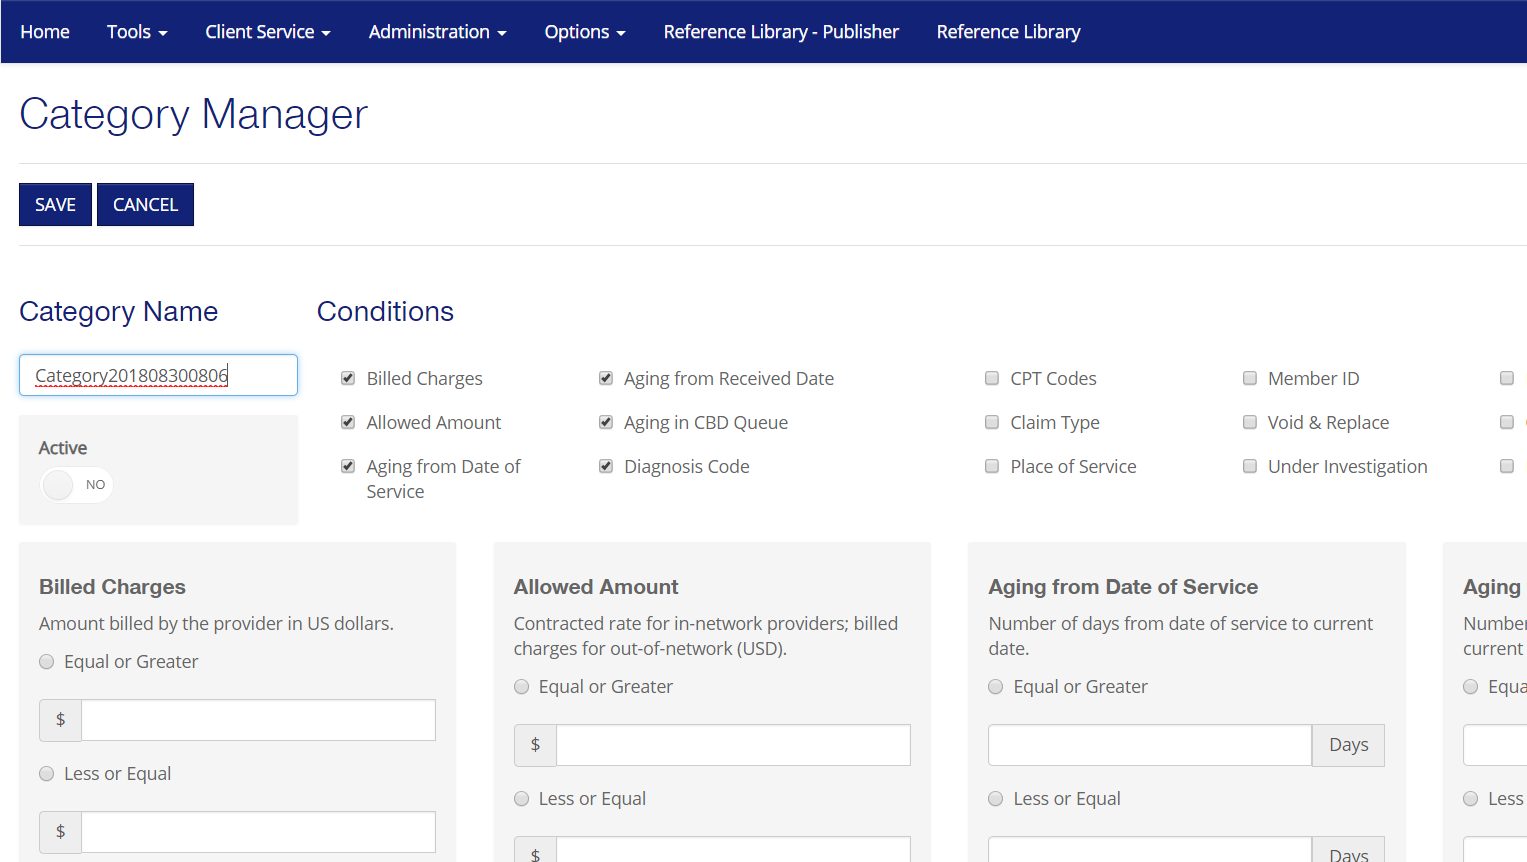 Home Tools Client Service Administration Options Reference Library - Publisher Reference Library
Category Manager
SAVE CANCEL
Category Name Conditions
Category201808300806
Active
NO
Billed Charges Aging from Received Date CPT Codes Member ID
Allowed Amount Aging in CBD Queue Claim Type Void & Replace
Aging from Date of Diagnosis Code Place of Service Under Investigation
Service
Billed Charges
Amount billed by the provider in US dollars.
Equal or Greater
$
Less or Equal
$
Allowed Amount
Contracted rate for in-network providers; billed
charges for out-of-network (USD).
Equal or Greater
$
Less or Equal
$
Aging from Date of Service
Number of days from date of service to current
date.
Equal or Greater
Days
Less or Equal
Days
Aging
Number
current
Equa
Less